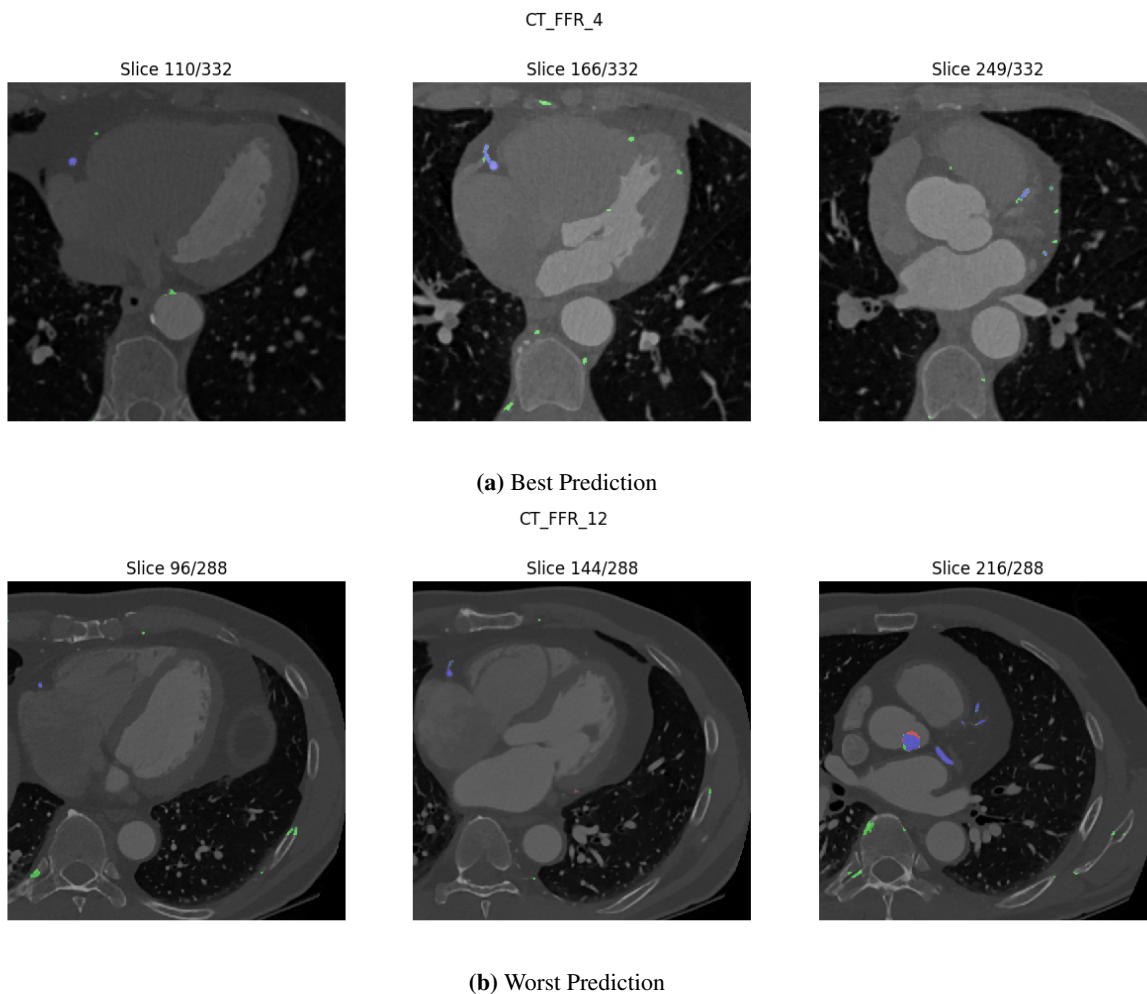 CT_FFR_4
Slice 110/332 Slice 166/332 Slice 249/332
(a) Best Prediction
CT_FFR_12
Slice 96/288 Slice 144/288 Slice 216/288
(b) Worst Prediction